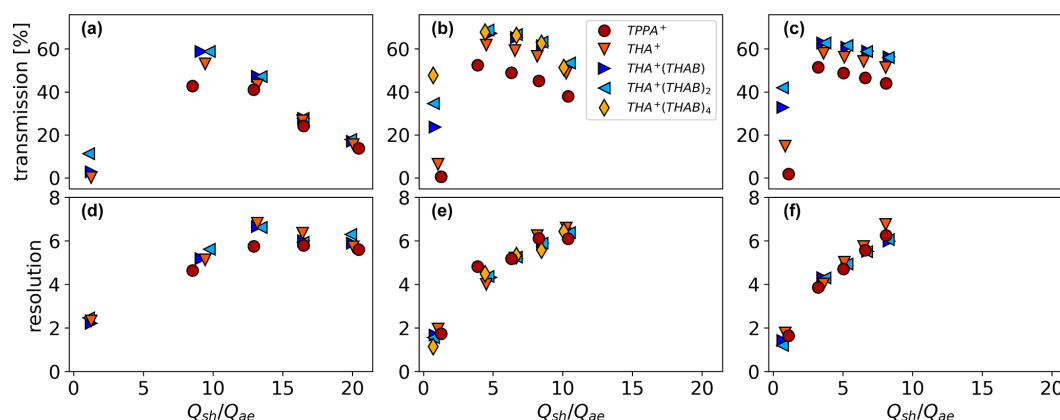 (a) (b) (c)
transmission [%]
60
40
20
0
60
40
20
0
60
40
20
0
TPPA⁺
THA⁺
THA⁺(THAB)
THA⁺(THAB)₂
THA⁺(THAB)₄
(d) (e) (f)
resolution
8
6
4
2
0
8
6
4
2
0
8
6
4
2
0
0 5 10 15 20 0 5 10 15 20 0 5 10 15 20
Q_sh/Q_ae Q_sh/Q_ae Q_sh/Q_ae